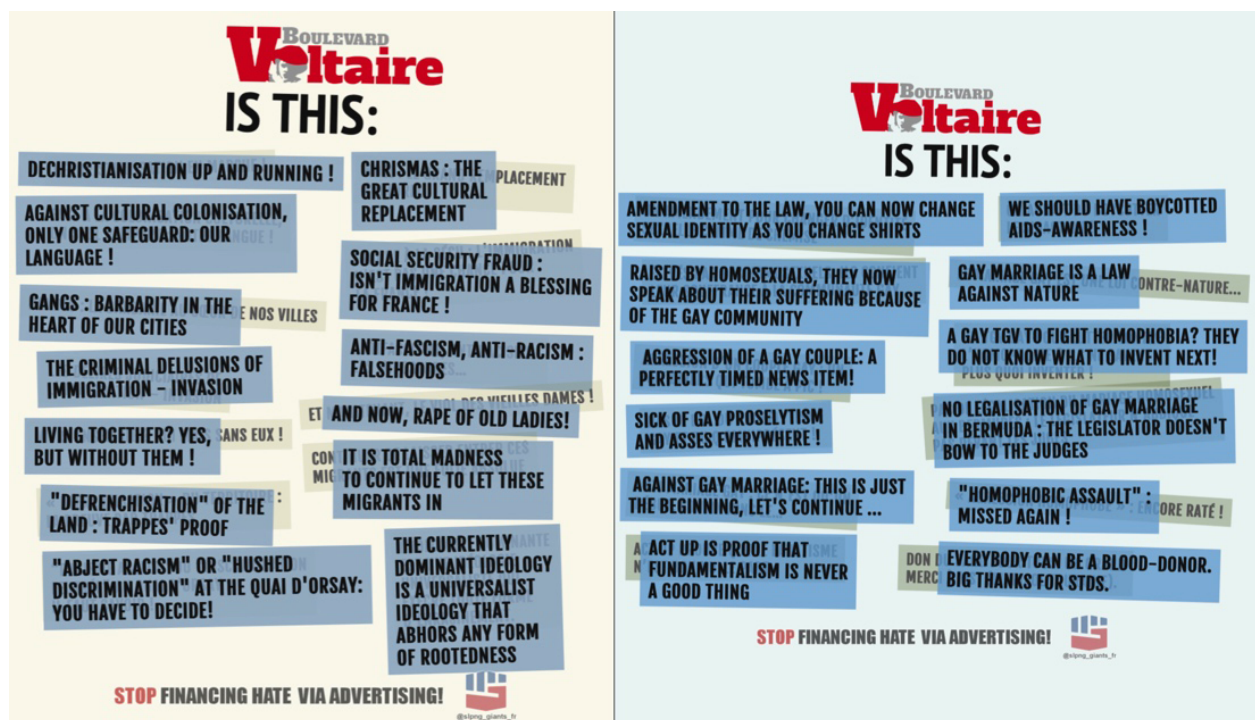 BOULEVARD
Voltaire
IS THIS:
DECHRISTIANISATION UP AND RUNNING !
AGAINST CULTURAL COLONISATION,
ONLY ONE SAFEGUARD: OUR
LANGUAGE !
GANGS : BARBARITY IN THE
HEART OF OUR CITIES
DE NOS VILLES
THE CRIMINAL DELUSIONS OF
IMMIGRATION - INVASION
LIVING TOGETHER? YES,
BUT WITHOUT THEM !
SANS EUX !
"DEFRENCHISATION" OF THE
LAND : TRAPPES' PROOF
"ABJECT RACISM" OR "HUSHED
DISCRIMINATION" AT THE QUAI D'ORSAY:
YOU HAVE TO DECIDE!
CHRISMAS : THE
GREAT CULTURAL
REPLACEMENT
SOCIAL SECURITY FRAUD :
ISN'T IMMIGRATION A BLESSING
FOR FRANCE !
ANTI-FASCISM, ANTI-RACISM :
FALSEHOODS
AND NOW, RAPE OF OLD LADIES!
IT IS TOTAL MADNESS
TO CONTINUE TO LET THESE
MIGRANTS IN
THE CURRENTLY
DOMINANT IDEOLOGY
IS A UNIVERSALIST
IDEOLOGY THAT
ABHORS ANY FORM
OF ROOTEDNESS
STOP FINANCING HATE VIA ADVERTISING!
@slpng_giants_fr
BOULEVARD
Voltaire
IS THIS:
AMENDMENT TO THE LAW, YOU CAN NOW CHANGE
SEXUAL IDENTITY AS YOU CHANGE SHIRTS
RAISED BY HOMOSEXUALS, THEY NOW
SPEAK ABOUT THEIR SUFFERING BECAUSE
OF THE GAY COMMUNITY
AGGRESSION OF A GAY COUPLE: A
PERFECTLY TIMED NEWS ITEM!
SICK OF GAY PROSELYTISM
AND ASSES EVERYWHERE !
AGAINST GAY MARRIAGE: THIS IS JUST
THE BEGINNING, LET'S CONTINUE ...
ACT UP IS PROOF THAT
FUNDAMENTALISM IS NEVER
A GOOD THING
WE SHOULD HAVE BOYCOTTED
AIDS-AWARENESS !
GAY MARRIAGE IS A LAW
AGAINST NATURE
LOI CONTRE-NATURE...
A GAY TGV TO FIGHT HOMOPHOBIA? THEY
DO NOT KNOW WHAT TO INVENT NEXT!
PLUS QUOI INVENTER !
NO LEGALISATION OF GAY MARRIAGE
IN BERMUDA : THE LEGISLATOR DOESN'T
BOW TO THE JUDGES
"HOMOPHOBIC ASSAULT" :
MISSED AGAIN !
ENCORE RATÉ !
EVERYBODY CAN BE A BLOOD-DONOR.
BIG THANKS FOR STDS.
STOP FINANCING HATE VIA ADVERTISING!
@slpng_giants_fr